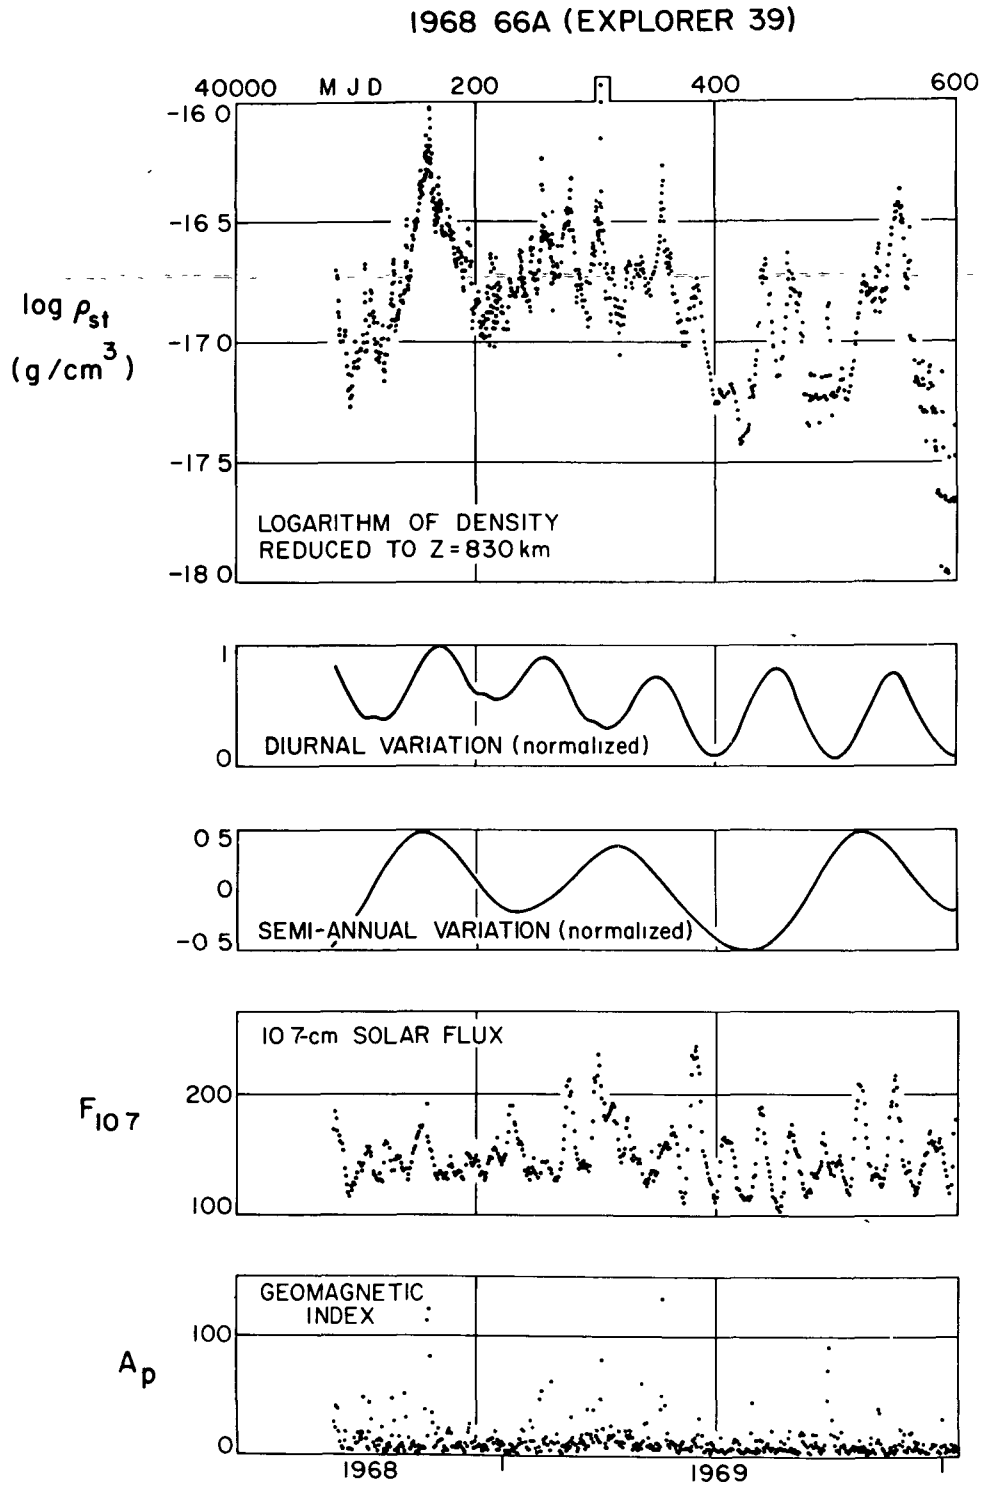 1968 66A (EXPLORER 39)
40000 MJD 200 400 600
-16 0
-16 5
log ρst
(g/cm3)
-17 0
-17 5
LOGARITHM OF DENSITY
REDUCED TO Z=830 km
-18 0
1
DIURNAL VARIATION (normalized)
0
0 5
0
SEMI-ANNUAL VARIATION (normalized)
-0 5
10 7-cm SOLAR FLUX
200
F10 7
100
GEOMAGNETIC
INDEX
100
Ap
0
1968 1969